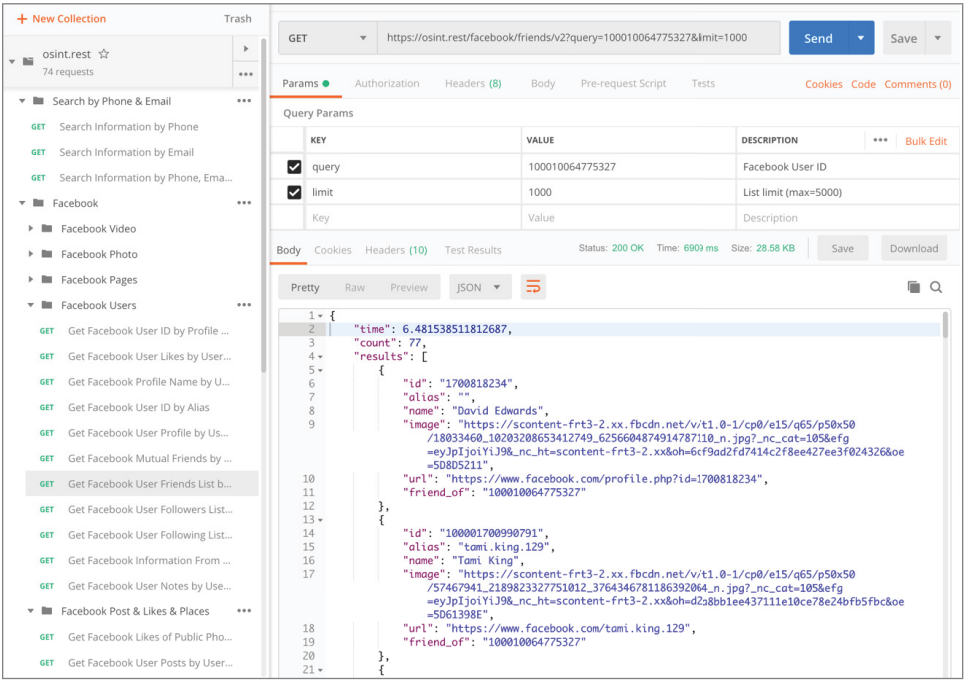 + New Collection
Trash
osint.rest ☆
74 requests
Search by Phone & Email
GET Search Information by Phone
GET Search Information by Email
GET Search Information by Phone, Ema...
Facebook
Facebook Video
Facebook Photo
Facebook Pages
Facebook Users
GET Get Facebook User ID by Profile ...
GET Get Facebook User Likes by User...
GET Get Facebook Profile Name by U...
GET Get Facebook User ID by Alias
GET Get Facebook User Profile by Us...
GET Get Facebook Mutual Friends by ...
GET Get Facebook User Friends List b...
GET Get Facebook User Followers List...
GET Get Facebook User Following List...
GET Get Facebook Information From ...
GET Get Facebook User Notes by Use...
Facebook Post & Likes & Places
GET Get Facebook Likes of Public Pho...
GET Get Facebook User Posts by User...
GET https://osint.rest/facebook/friends/v2?query=100010064775327&limit=1000 Send Save
Params Authorization Headers (8) Body Pre-request Script Tests Cookies Code Comments (0)
Query Params
KEY VALUE DESCRIPTION ••• Bulk Edit
query 100010064775327 Facebook User ID
limit 1000 List limit (max=5000)
Key Value Description
Body Cookies Headers (10) Test Results Status: 200 OK Time: 6909 ms Size: 28.58 KB Save Download
Pretty Raw Preview JSON
1 {
2 "time": 6.481538511812687,
3 "count": 77,
4 "results": [
5 {
6 "id": "1700818234",
7 "alias": "",
8 "name": "David Edwards",
9 "image": "https://scontent-frt3-2.xx.fbcdn.net/v/t1.0-1/cp0/e15/q65/p50x50
/18033460_10203208653412749_6256604874914787110_n.jpg?_nc_cat=105&efg
=eyJpIjoiYiJ9&_nc_ht=scontent-frt3-2.xx&oh=6cf9ad2fd7414c2f8ee427ee3f024326&oe
=5D8D5211",
10 "url": "https://www.facebook.com/profile.php?id=1700818234",
11 "friend_of": "100010064775327"
12 },
13 {
14 "id": "100001700990791",
15 "alias": "tami.king.129",
16 "name": "Tami King",
17 "image": "https://scontent-frt3-2.xx.fbcdn.net/v/t1.0-1/cp0/e15/q65/p50x50
/57467941_2189823327751012_3764346781186392064_n.jpg?_nc_cat=105&efg
=eyJpIjoiYiJ9&_nc_ht=scontent-frt3-2.xx&oh=d2s8bb1ee437111e10ce78e24bfb5fbc&oe
=5D61398E",
18 "url": "https://www.facebook.com/tami.king.129",
19 "friend_of": "100010064775327"
20 },
21 {